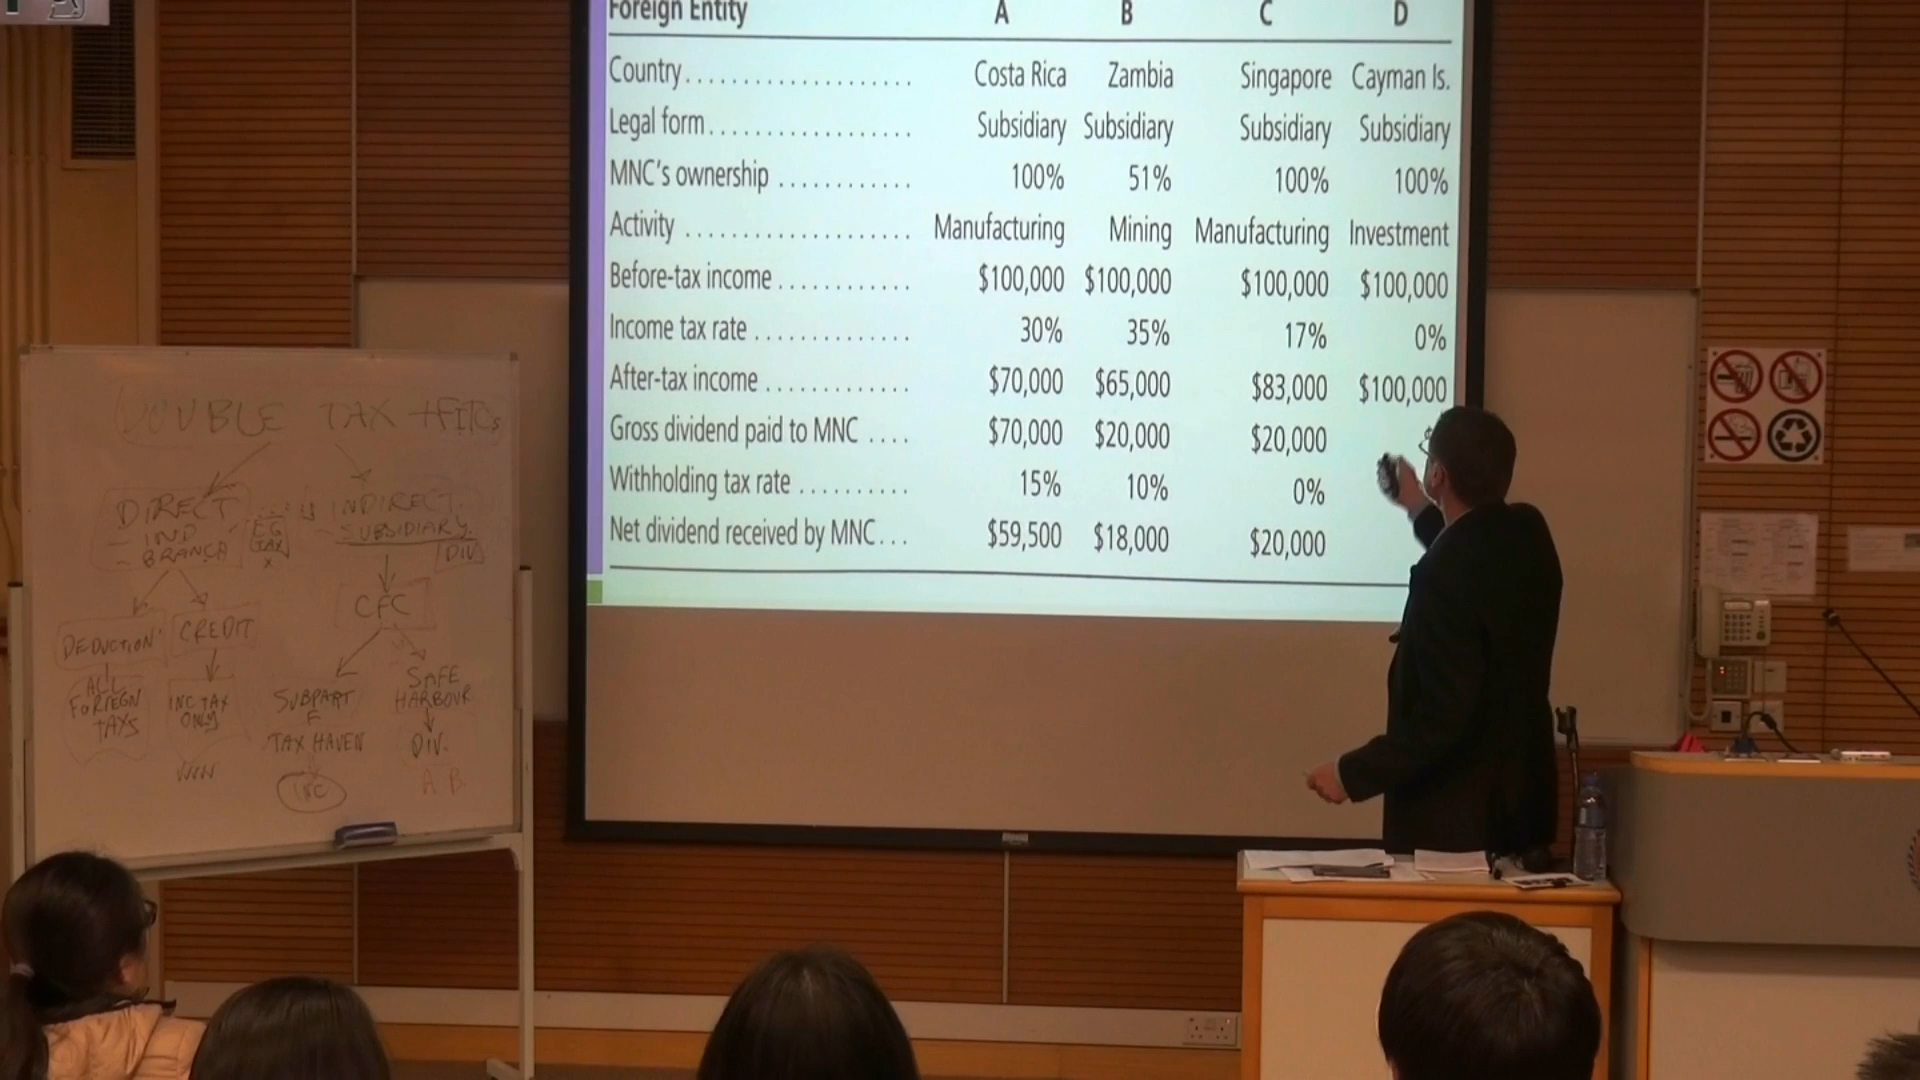 Foreign Entity A B C D
Country.................... Costa Rica Zambia Singapore Cayman Is.
Legal form.................. Subsidiary Subsidiary Subsidiary Subsidiary
MNC's ownership ............ 100% 51% 100% 100%
Activity .................... Manufacturing Mining Manufacturing Investment
Before-tax income ............ $100,000 $100,000 $100,000 $100,000
Income tax rate .............. 30% 35% 17% 0%
After-tax income ............. $70,000 $65,000 $83,000 $100,000
Gross dividend paid to MNC .... $70,000 $20,000 $20,000
Withholding tax rate .......... 15% 10% 0%
Net dividend received by MNC... $59,500 $18,000 $20,000
DOUBLE TAX + FITCs
DIRECT
- IND
- BRANCH
EG
TAX
X
INDIRECT
- SUBSIDIARY
DIV
CFC
DEDUCTION
CREDIT
ALL
FOREIGN
TAXS
INC TAX
ONLY
SUBPART
F
TAX HAVEN
SAFE
HARBOUR
DIV.
A B